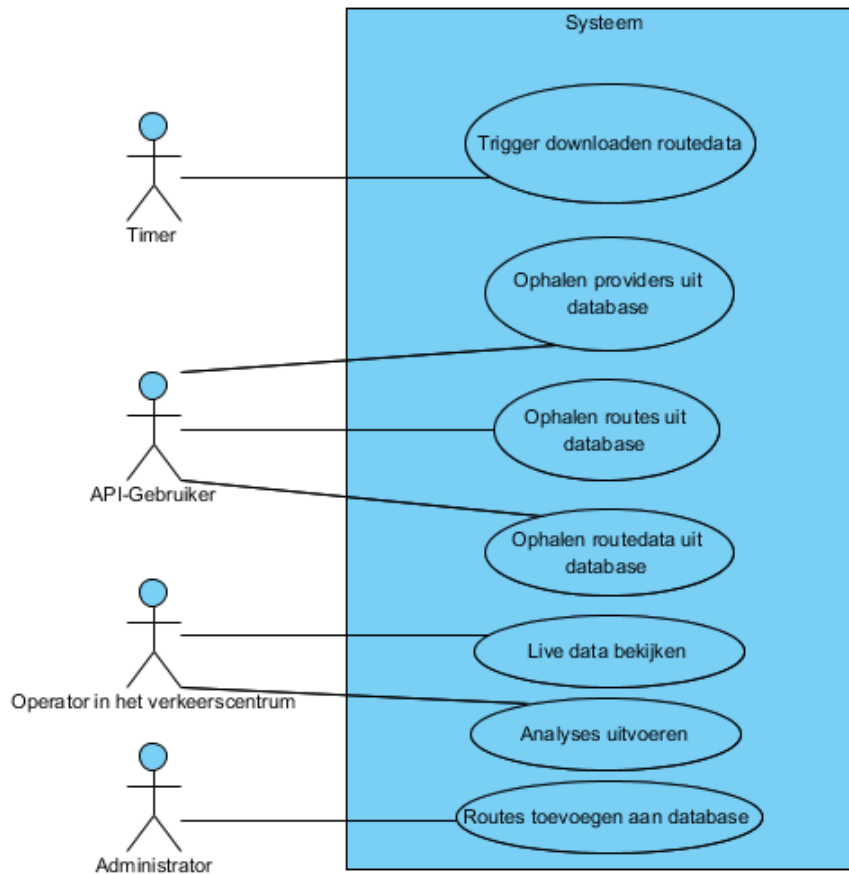 Systeem
Trigger downloaden routedata
Timer
Ophalen providers uit
database
Ophalen routes uit
database
API-Gebruiker
Ophalen routedata uit
database
Live data bekijken
Operator in het verkeerscentrum
Analyses uitvoeren
Routes toevoegen aan database
Administrator